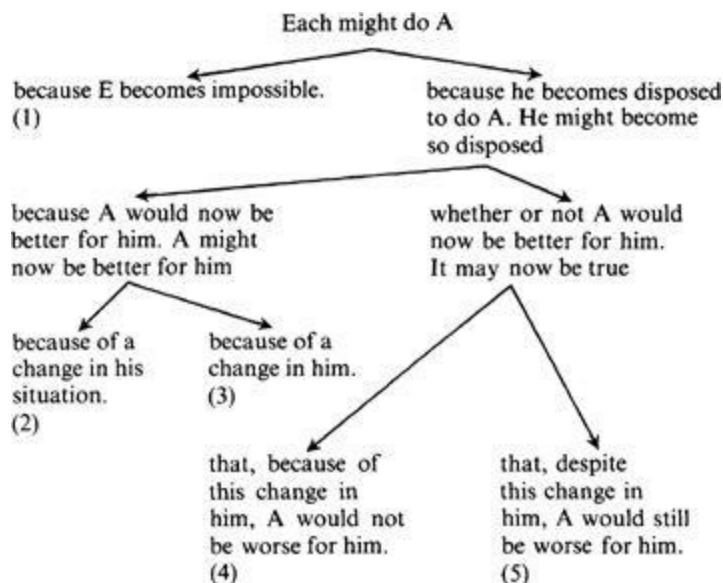 Each might do A
because E becomes impossible.
(1)
because he becomes disposed
to do A. He might become
so disposed
because A would now be
better for him. A might
now be better for him
whether or not A would
now be better for him.
It may now be true
because of a
change in his
situation.
(2)
because of a
change in him.
(3)
that, because of
this change in
him, A would not
be worse for him.
(4)
that, despite
this change in
him, A would still
be worse for him.
(5)